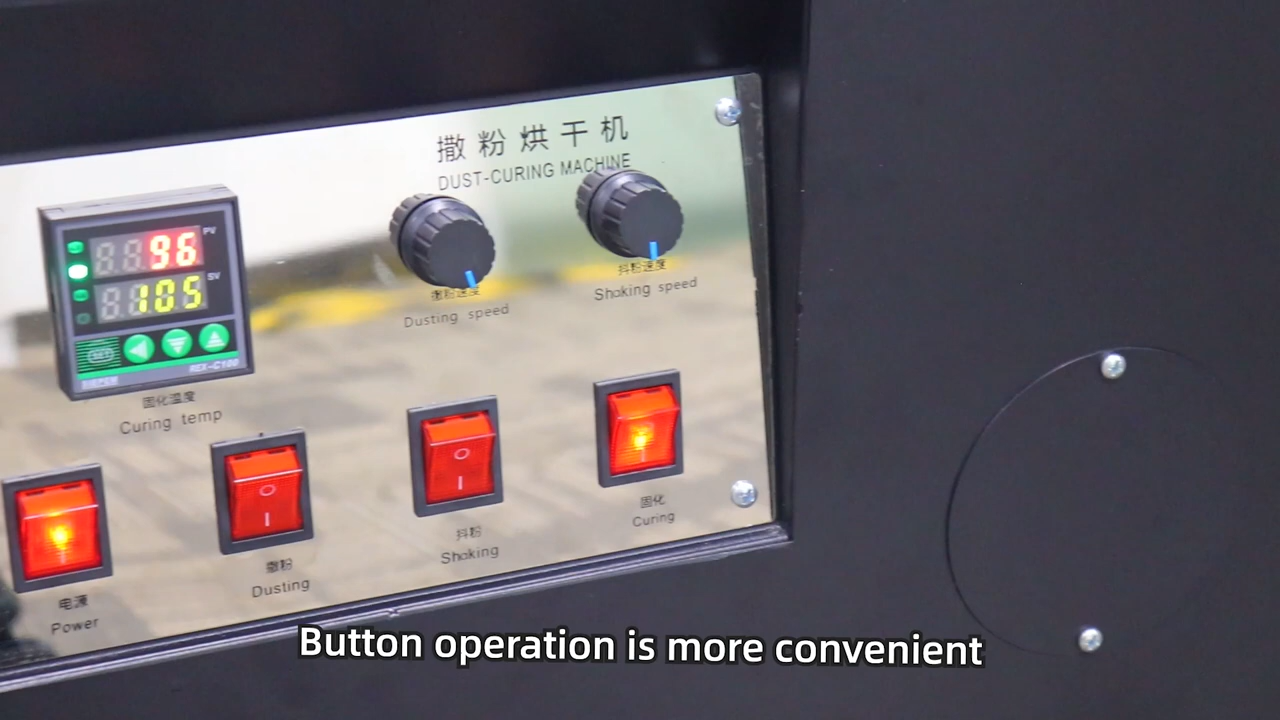 撒粉烘干机
DUST-CURING MACHINE
PV
96
SV
105
SET
REX-C100
固化温度
Curing temp
撒粉速度
Dusting speed
抖粉速度
Shaking speed
电源
Power
撒粉
Dusting
抖粉
Shaking
固化
Curing
Button operation is more convenient